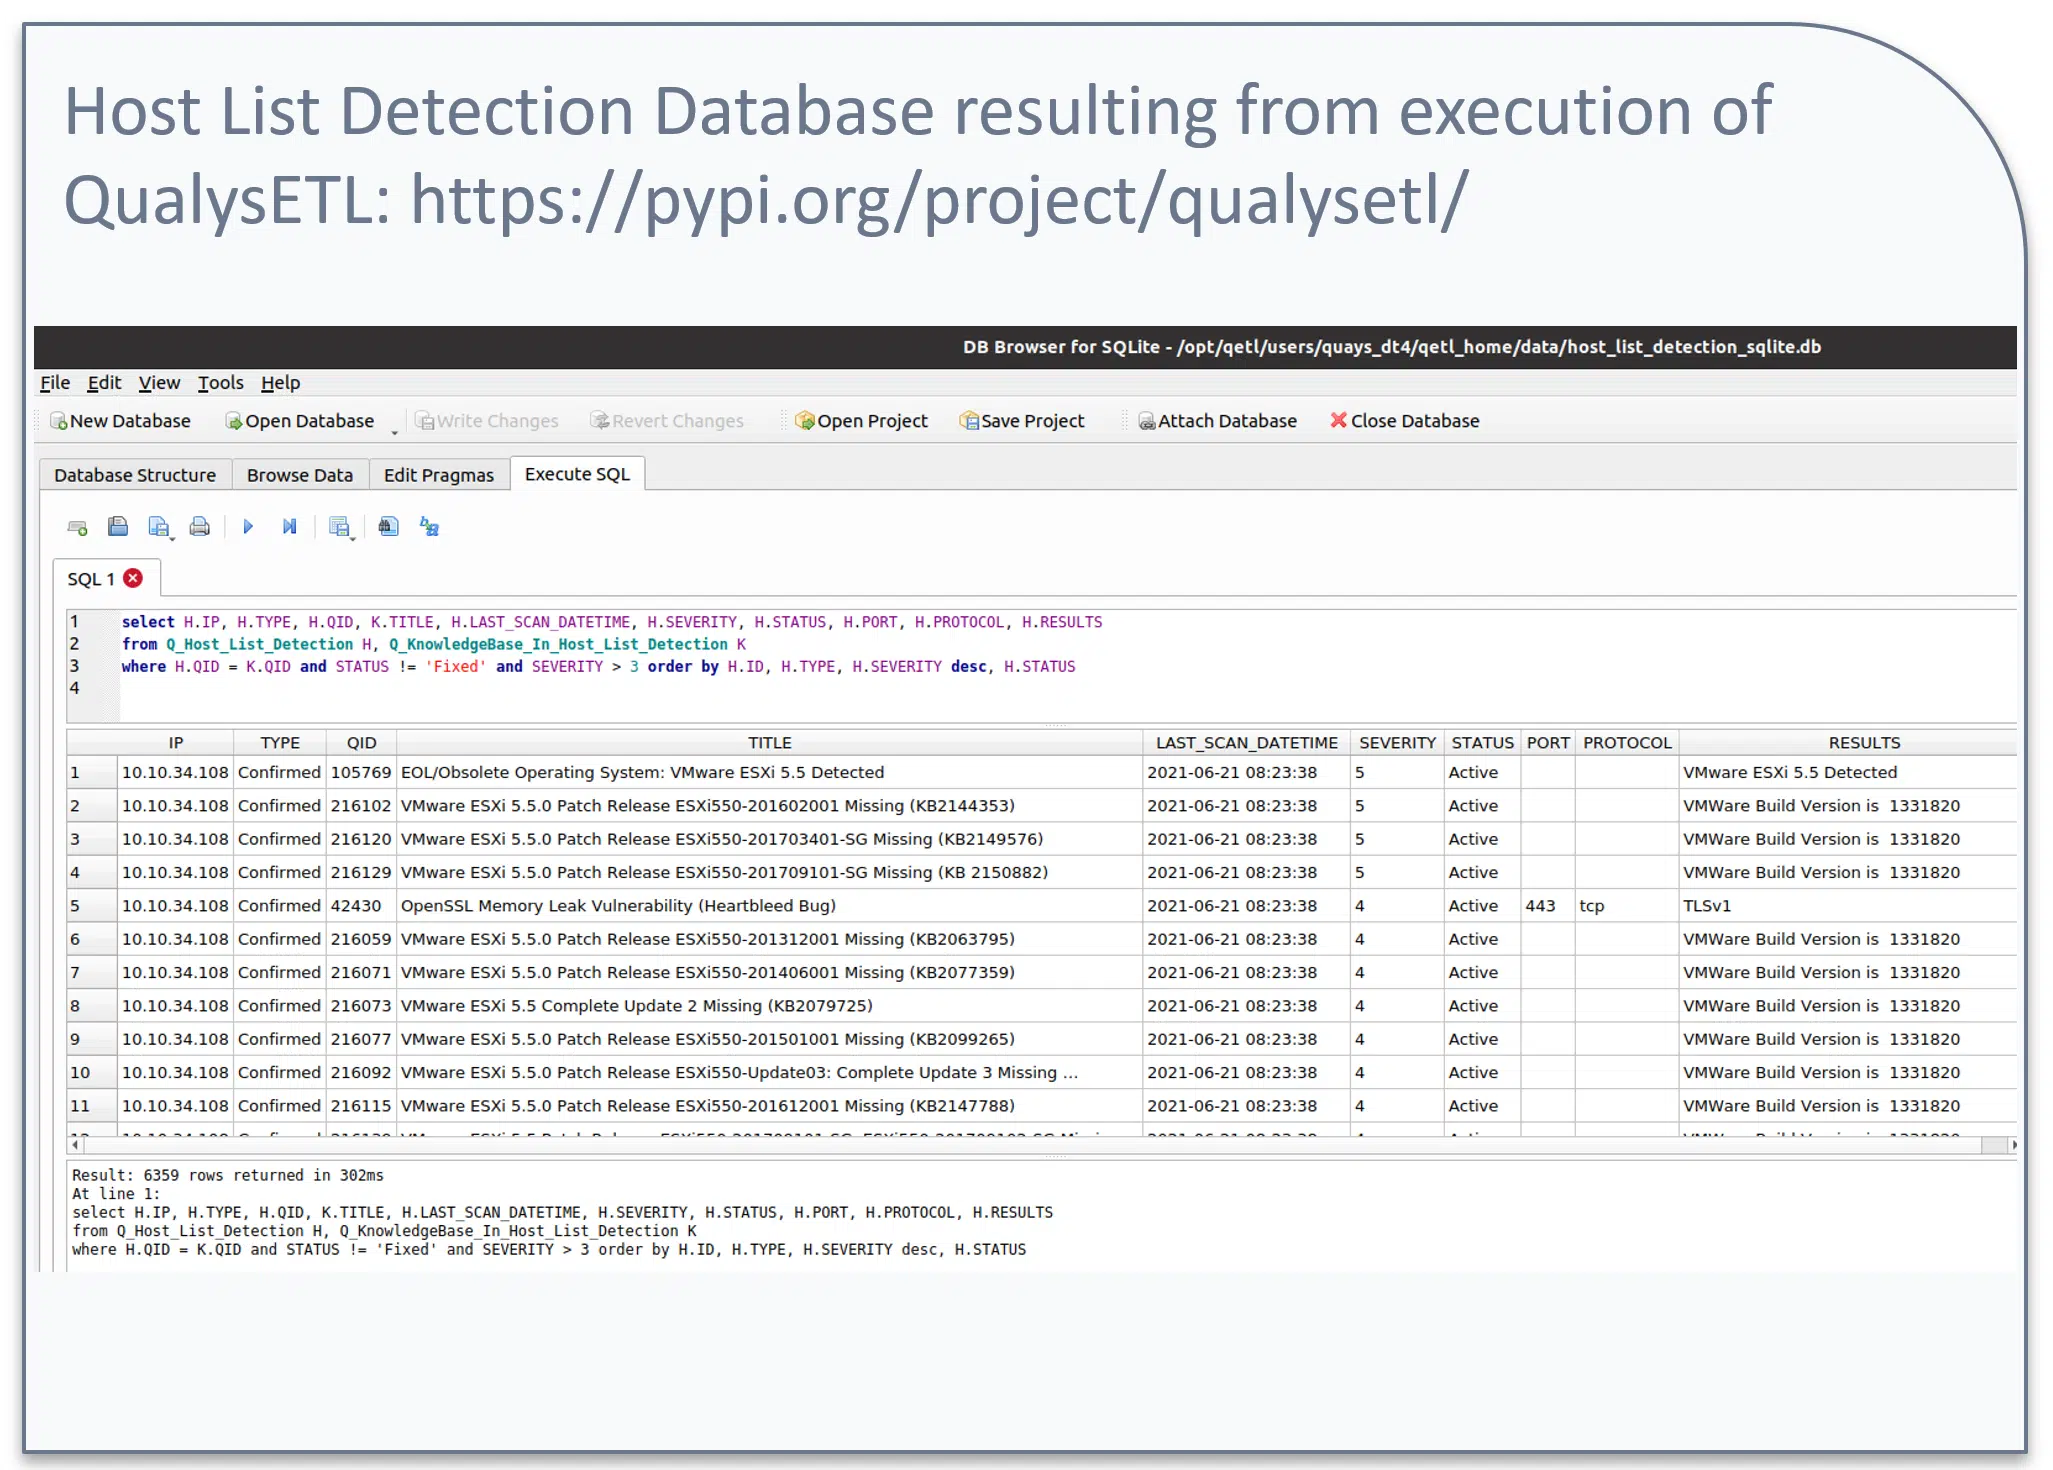 Host List Detection Database resulting from execution of
QualysETL: https://pypi.org/project/qualysetl/
DB Browser for SQLite - /opt/qetl/users/quays_dt4/qetl_home/data/host_list_detection_sqlite.db
File Edit View Tools Help
New Database Open Database Write Changes Revert Changes Open Project Save Project Attach Database Close Database
Database Structure Browse Data Edit Pragmas Execute SQL
SQL 1
1 select H.IP, H.TYPE, H.QID, K.TITLE, H.LAST_SCAN_DATETIME, H.SEVERITY, H.STATUS, H.PORT, H.PROTOCOL, H.RESULTS
2 from Q_Host_List_Detection H, Q_KnowledgeBase_In_Host_List_Detection K
3 where H.QID = K.QID and STATUS != 'Fixed' and SEVERITY > 3 order by H.ID, H.TYPE, H.SEVERITY desc, H.STATUS
4
IP TYPE QID TITLE LAST_SCAN_DATETIME SEVERITY STATUS PORT PROTOCOL RESULTS
1 10.10.34.108 Confirmed 105769 EOL/Obsolete Operating System: VMware ESXi 5.5 Detected 2021-06-21 08:23:38 5 Active VMware ESXi 5.5 Detected
2 10.10.34.108 Confirmed 216102 VMware ESXi 5.5.0 Patch Release ESXi550-201602001 Missing (KB2144353) 2021-06-21 08:23:38 5 Active VMWare Build Version is 1331820
3 10.10.34.108 Confirmed 216120 VMware ESXi 5.5.0 Patch Release ESXi550-201703401-SG Missing (KB2149576) 2021-06-21 08:23:38 5 Active VMWare Build Version is 1331820
4 10.10.34.108 Confirmed 216129 VMware ESXi 5.5.0 Patch Release ESXi550-201709101-SG Missing (KB 2150882) 2021-06-21 08:23:38 5 Active VMWare Build Version is 1331820
5 10.10.34.108 Confirmed 42430 OpenSSL Memory Leak Vulnerability (Heartbleed Bug) 2021-06-21 08:23:38 4 Active 443 tcp TLSv1
6 10.10.34.108 Confirmed 216059 VMware ESXi 5.5.0 Patch Release ESXi550-201312001 Missing (KB2063795) 2021-06-21 08:23:38 4 Active VMWare Build Version is 1331820
7 10.10.34.108 Confirmed 216071 VMware ESXi 5.5.0 Patch Release ESXi550-201406001 Missing (KB2077359) 2021-06-21 08:23:38 4 Active VMWare Build Version is 1331820
8 10.10.34.108 Confirmed 216073 VMware ESXi 5.5 Complete Update 2 Missing (KB2079725) 2021-06-21 08:23:38 4 Active VMWare Build Version is 1331820
9 10.10.34.108 Confirmed 216077 VMware ESXi 5.5.0 Patch Release ESXi550-201501001 Missing (KB2099265) 2021-06-21 08:23:38 4 Active VMWare Build Version is 1331820
10 10.10.34.108 Confirmed 216092 VMware ESXi 5.5.0 Patch Release ESXi550-Update03: Complete Update 3 Missing ... 2021-06-21 08:23:38 4 Active VMWare Build Version is 1331820
11 10.10.34.108 Confirmed 216115 VMware ESXi 5.5.0 Patch Release ESXi550-201612001 Missing (KB2147788) 2021-06-21 08:23:38 4 Active VMWare Build Version is 1331820
Result: 6359 rows returned in 302ms
At line 1:
select H.IP, H.TYPE, H.QID, K.TITLE, H.LAST_SCAN_DATETIME, H.SEVERITY, H.STATUS, H.PORT, H.PROTOCOL, H.RESULTS
from Q_Host_List_Detection H, Q_KnowledgeBase_In_Host_List_Detection K
where H.QID = K.QID and STATUS != 'Fixed' and SEVERITY > 3 order by H.ID, H.TYPE, H.SEVERITY desc, H.STATUS